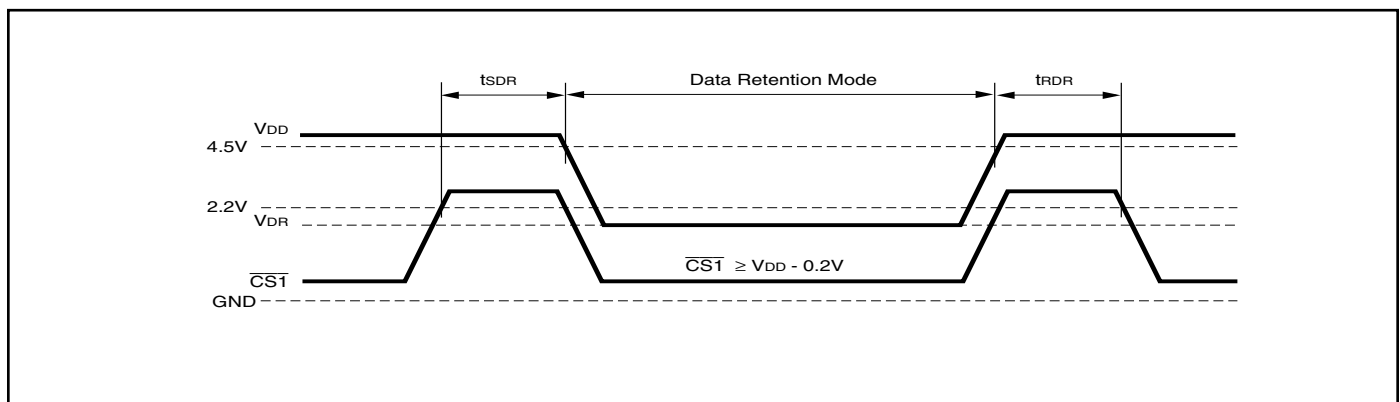 tSDR Data Retention Mode tRDR
VDD
4.5V
2.2V
VDR
CS1 ≥ VDD - 0.2V
CS1
GND